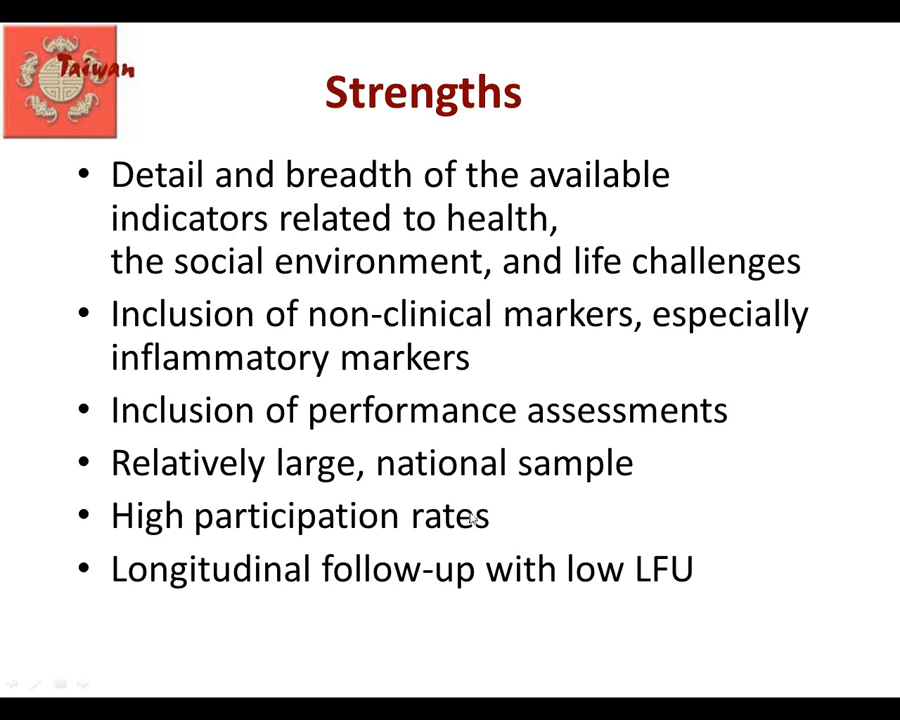 Taiwan
Strengths
• Detail and breadth of the available
indicators related to health,
the social environment, and life challenges
• Inclusion of non-clinical markers, especially
inflammatory markers
• Inclusion of performance assessments
• Relatively large, national sample
• High participation rates
• Longitudinal follow-up with low LFU